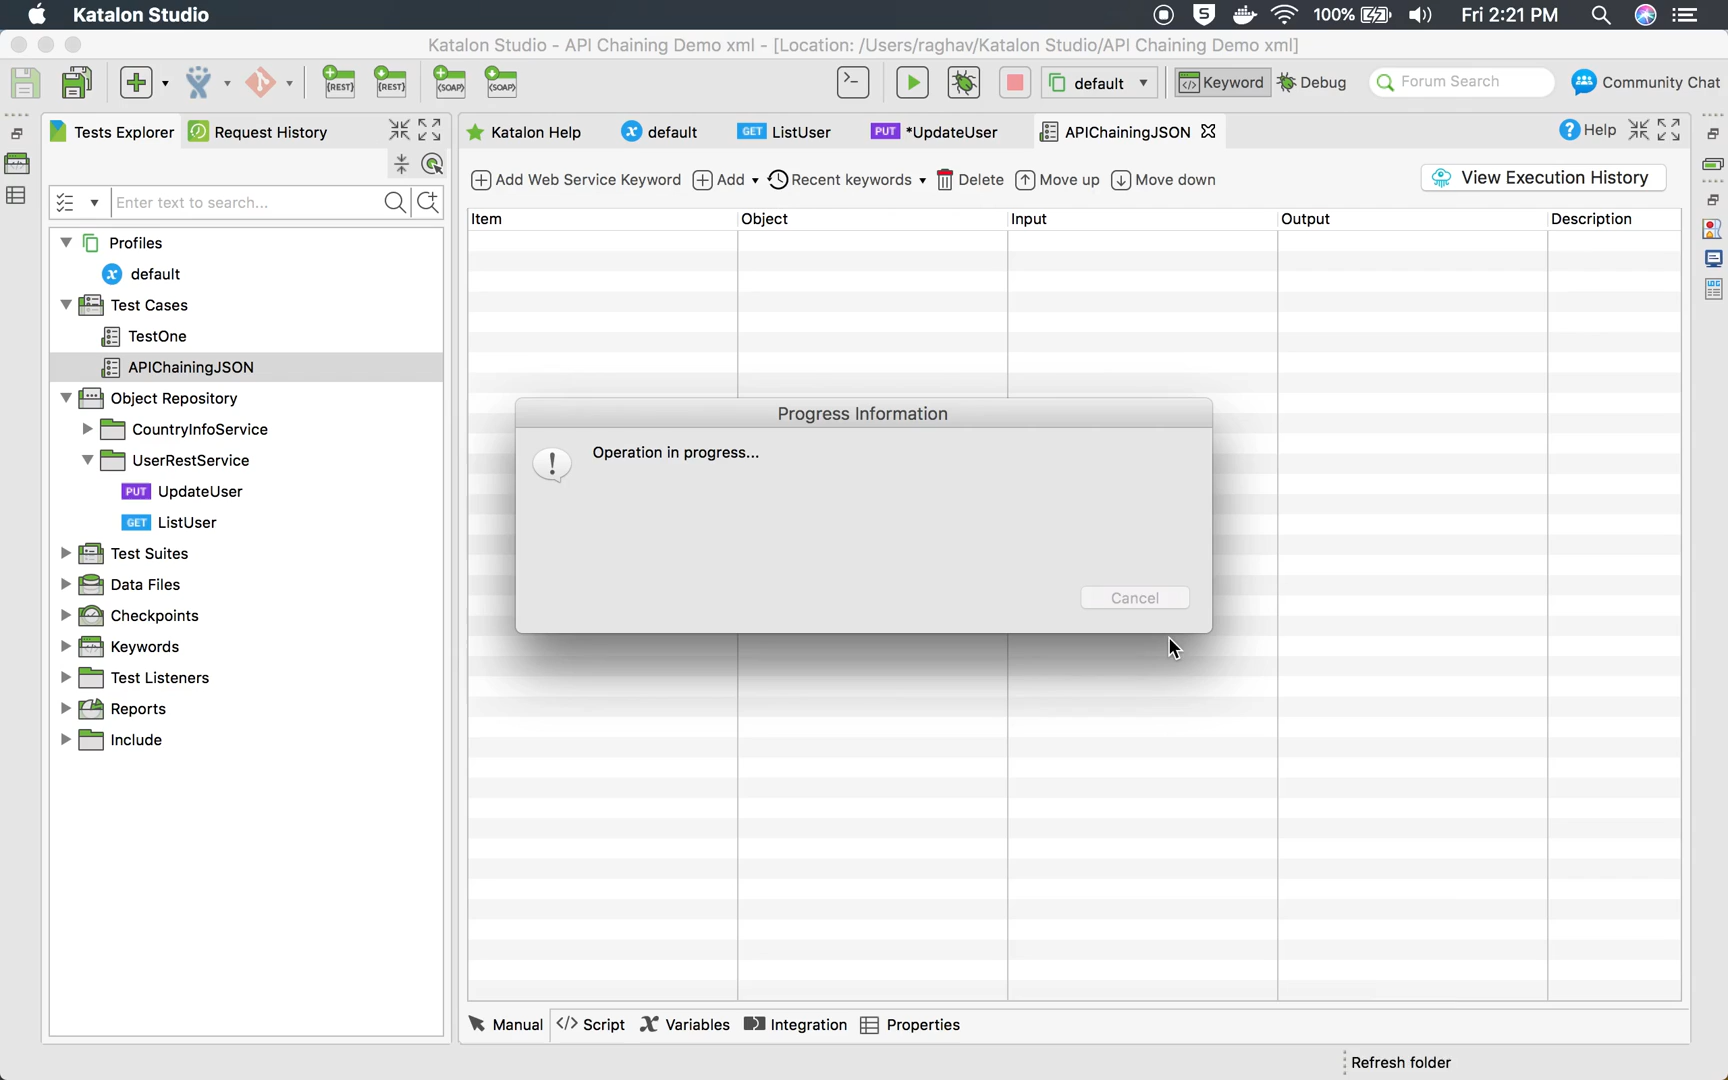 Katalon Studio
S
100%
Fri 2:21 PM
Katalon Studio - API Chaining Demo xml - [Location: /Users/raghav/Katalon Studio/API Chaining Demo xml]
{REST} {REST} {SOAP} {SOAP}
default
Keyword
Debug
Forum Search
Community Chat
Tests Explorer
Request History
Katalon Help
default
GET ListUser
PUT *UpdateUser
APIChainingJSON
Help
Add Web Service Keyword
Add
Recent keywords
Delete
Move up
Move down
View Execution History
Enter text to search...
Item Object Input Output Description
Profiles
default
Test Cases
TestOne
APIChainingJSON
Object Repository
CountryInfoService
UserRestService
PUT UpdateUser
GET ListUser
Test Suites
Data Files
Checkpoints
Keywords
Test Listeners
Reports
Include
Progress Information
Operation in progress...
Cancel
Manual
Script
Variables
Integration
Properties
Refresh folder